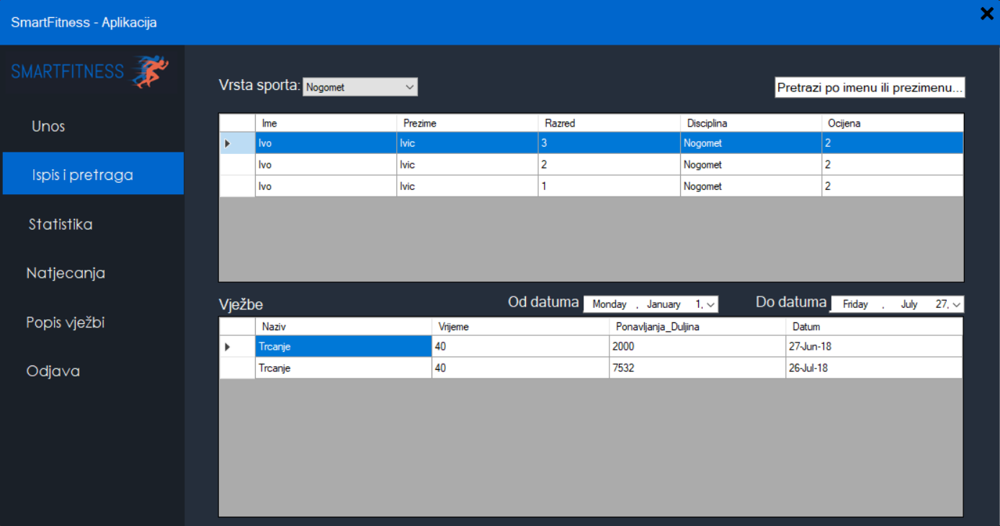 SmartFitness - Aplikacija
SMARTFITNESS
Unos
Ispis i pretraga
Statistika
Natjecanja
Popis vježbi
Odjava
Vrsta sporta: Nogomet
Pretrazi po imenu ili prezimenu...
Ime Prezime Razred Disciplina Ocijena
Ivo Ivic 3 Nogomet 2
Ivo Ivic 2 Nogomet 2
Ivo Ivic 1 Nogomet 2
Vježbe Od datuma Monday , January 1, Do datuma Friday , July 27,
Naziv Vrijeme Ponavljanja_Duljina Datum
Trcanje 40 2000 27-Jun-18
Trcanje 40 7532 26-Jul-18